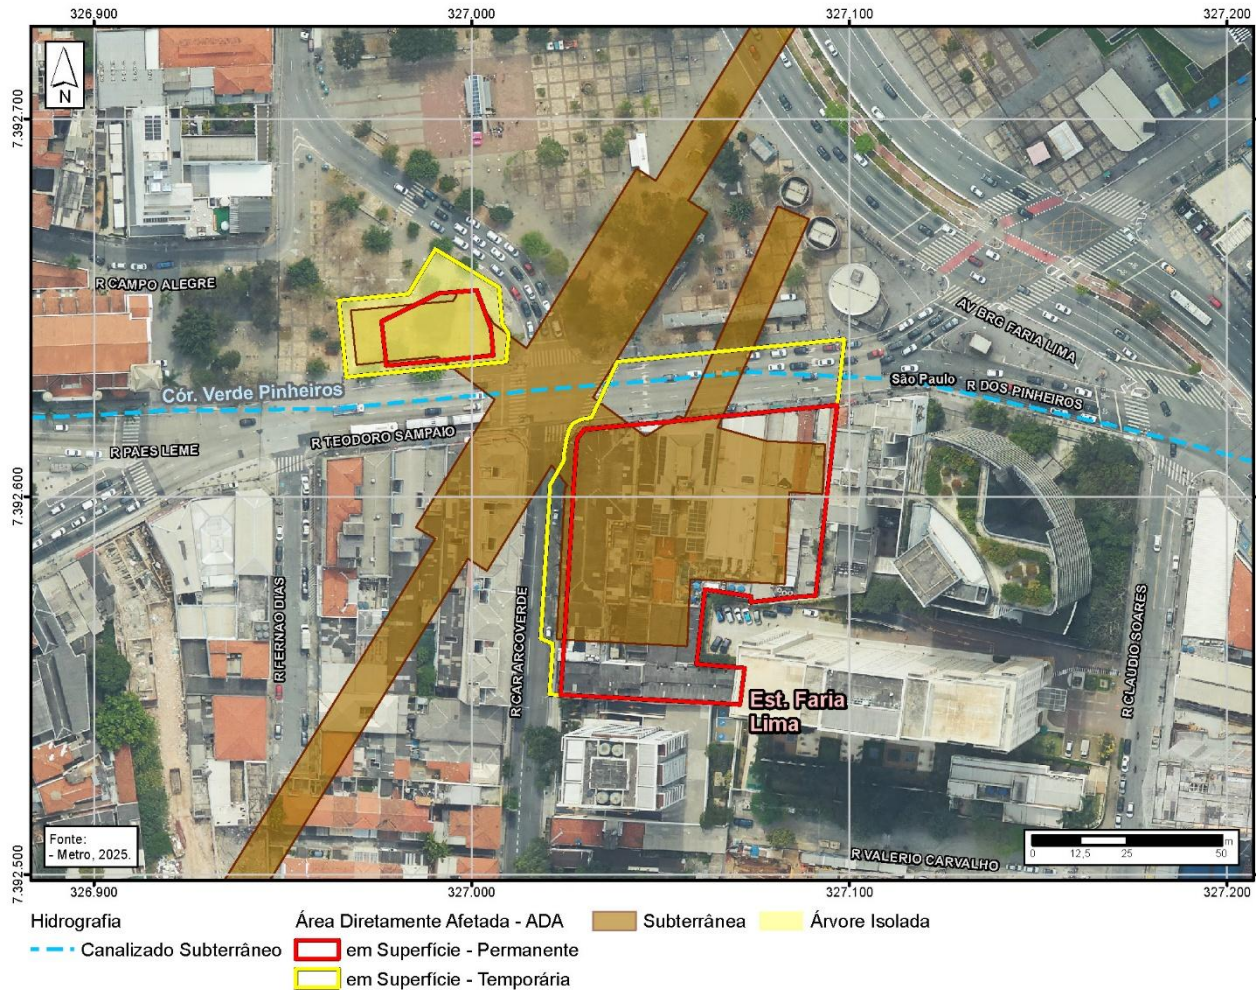 326.900
327.000
327.100
327.200
N
7.392.700
7.392.600
7.392.500
R CAMPO ALEGRE
AV BRG FARIA LIMA
Cór. Verde Pinheiros
São Paulo
R DOS PINHEIROS
R TEODORO SAMPAIO
R PAES LEME
R FERNAO DIAS
R CAR ARCOVERDE
R CLAUDIO SOARES
Est. Faria
Lima
R VALERIO CARVALHO
Fonte:
- Metro, 2025.
m
0 12,5 25 50
326.900
327.000
327.100
327.200
Hidrografia
Canalizado Subterrâneo
Área Diretamente Afetada - ADA
em Superfície - Permanente
em Superfície - Temporária
Subterrânea
Árvore Isolada